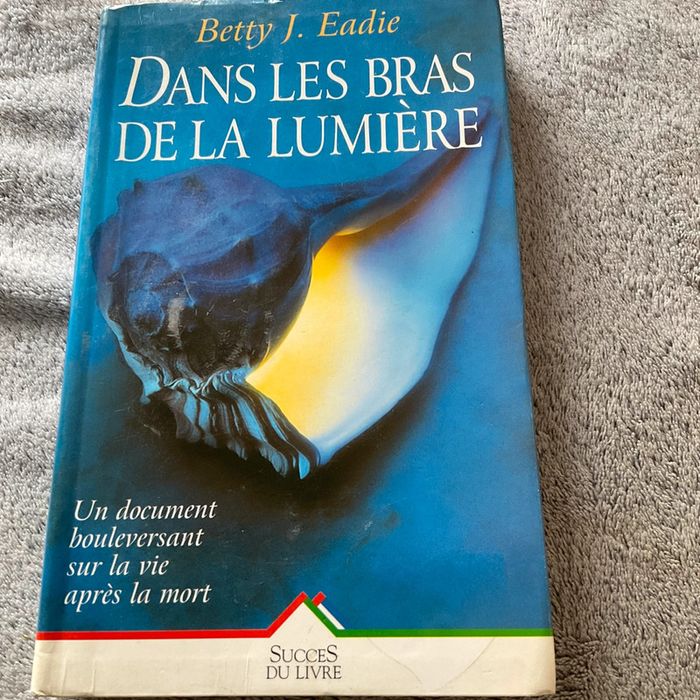 Betty J. Eadie
DANS LES BRAS
DE LA LUMIÈRE
Un document
bouleversant
sur la vie
après la mort
SUCCES
DU LIVRE